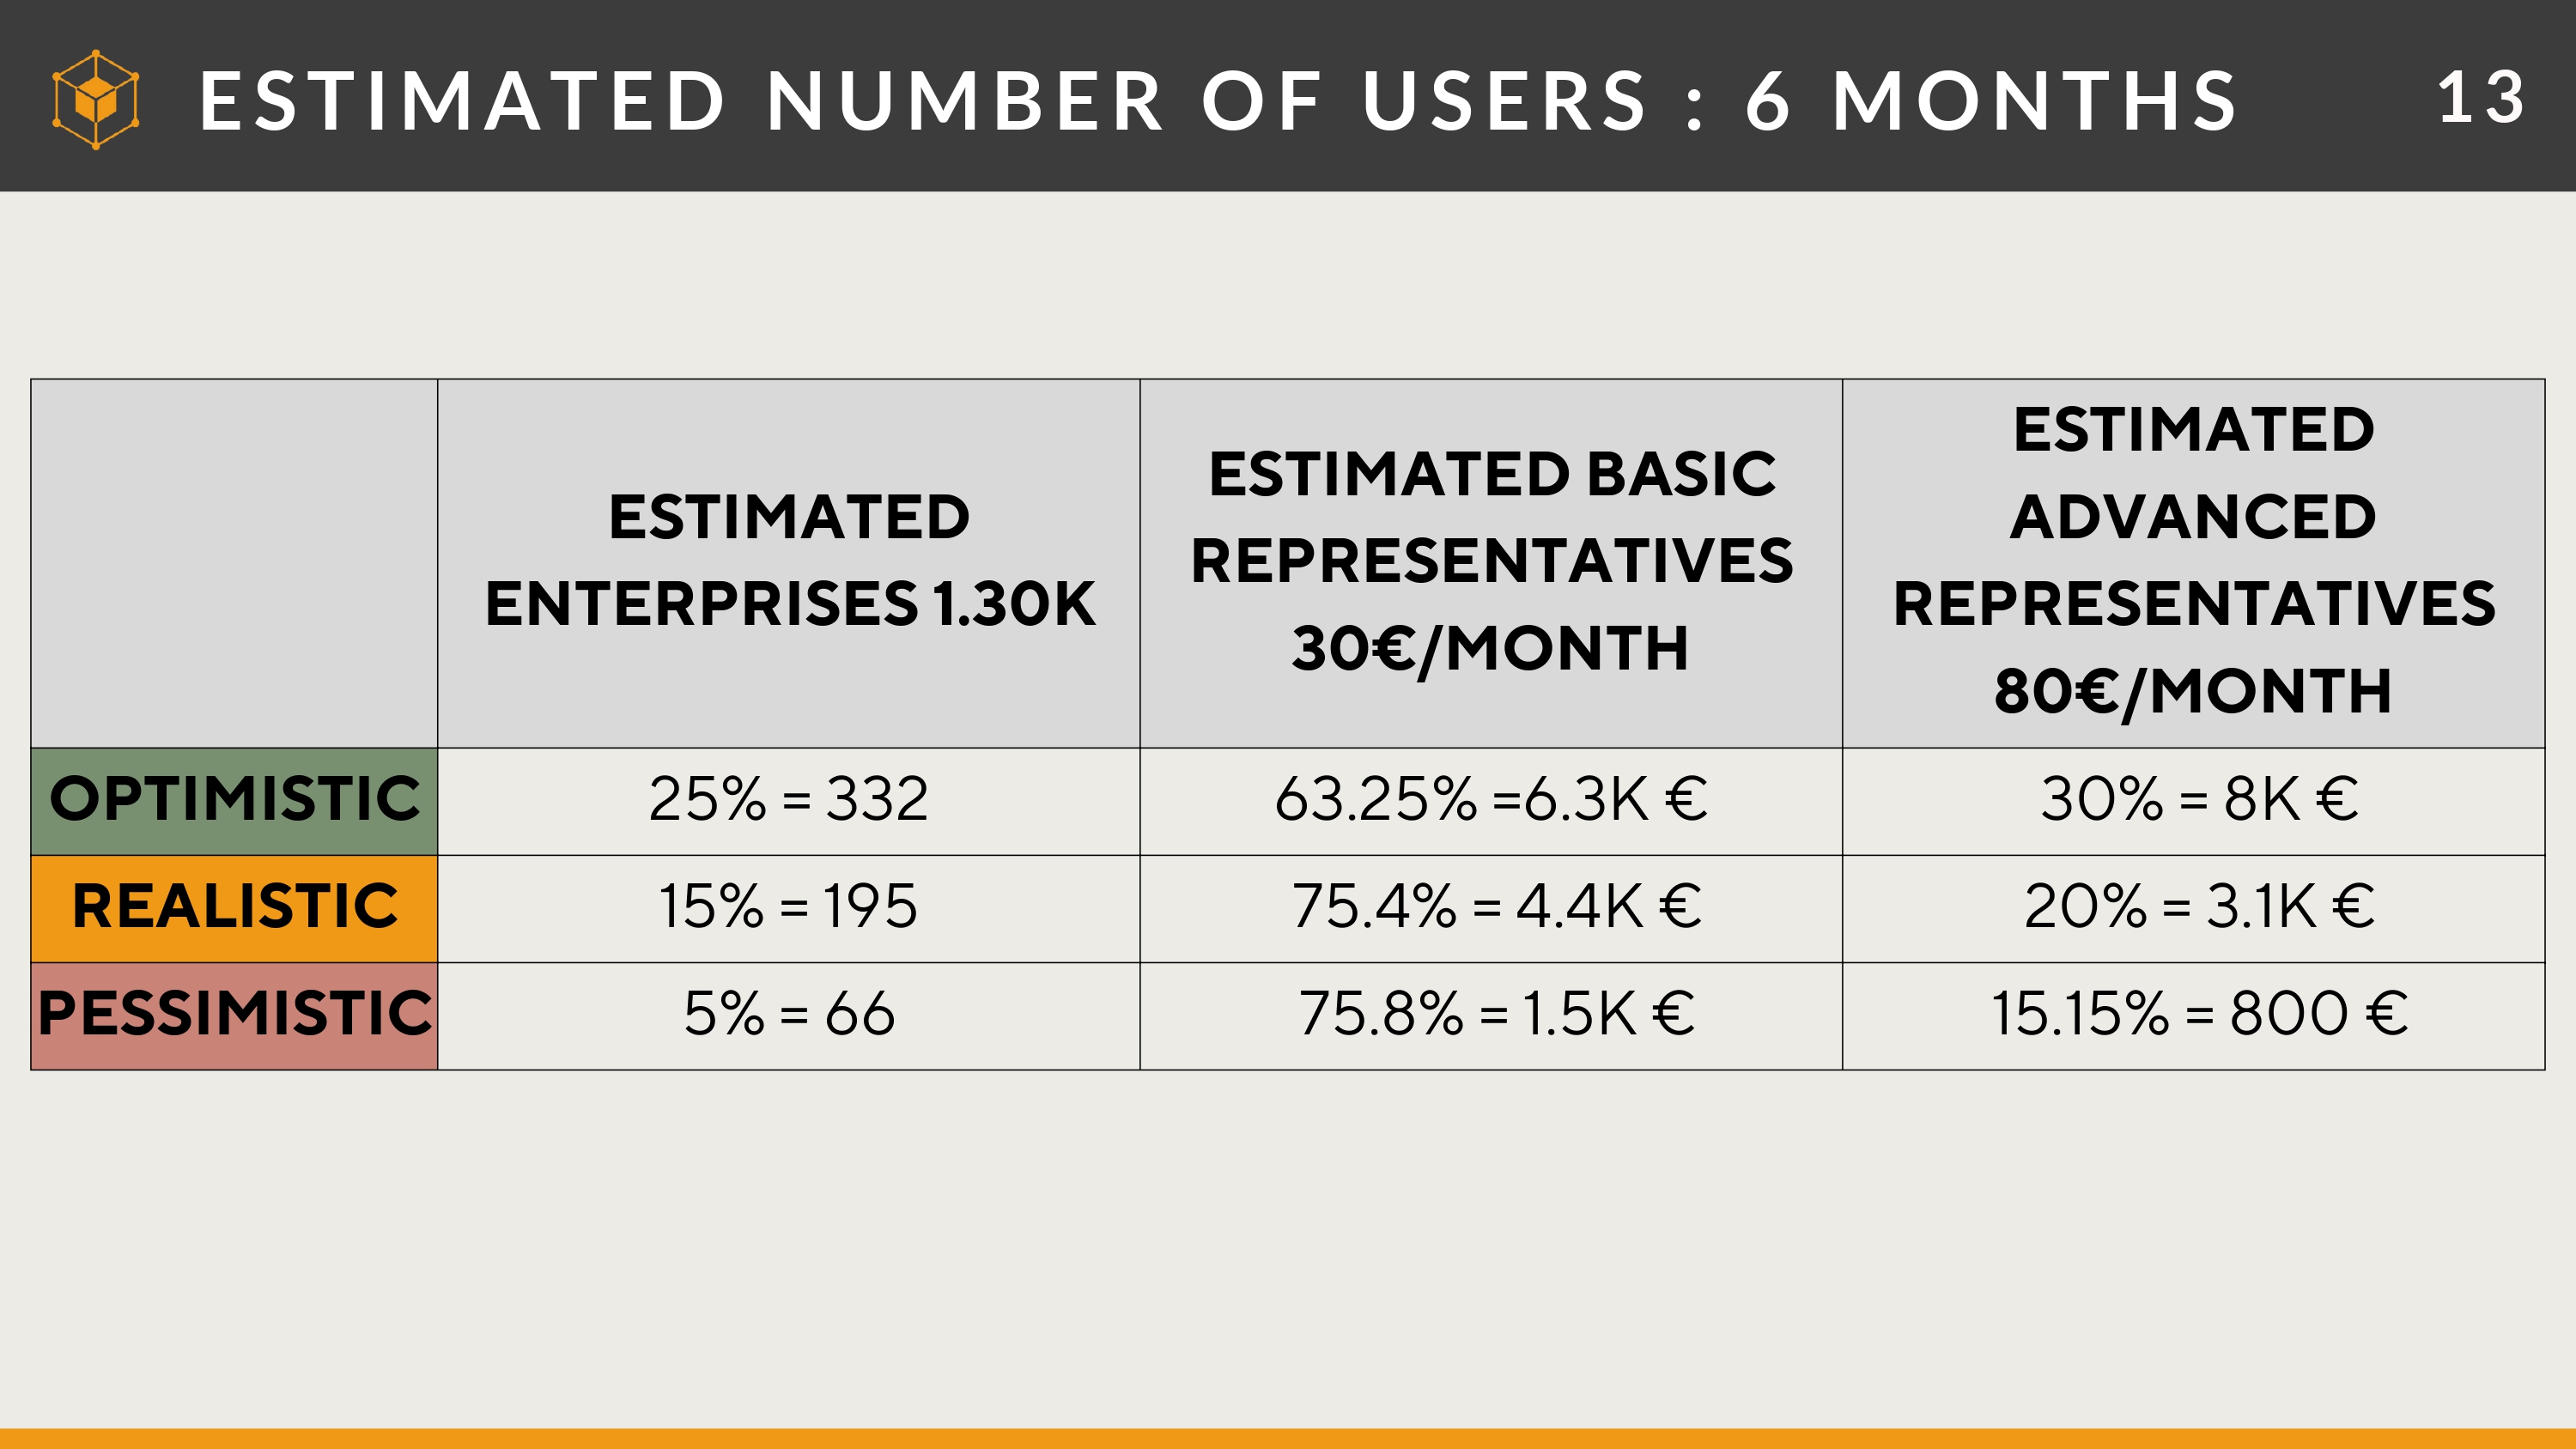 ESTIMATED NUMBER OF USERS : 6 MONTHS
13
ESTIMATED
ENTERPRISES 1.30K
ESTIMATED BASIC
REPRESENTATIVES
30€/MONTH
ESTIMATED
ADVANCED
REPRESENTATIVES
80€/MONTH
OPTIMISTIC
25% = 332
63.25% =6.3K €
30% = 8K €
REALISTIC
15% = 195
75.4% = 4.4K €
20% = 3.1K €
PESSIMISTIC
5% = 66
75.8% = 1.5K €
15.15% = 800 €